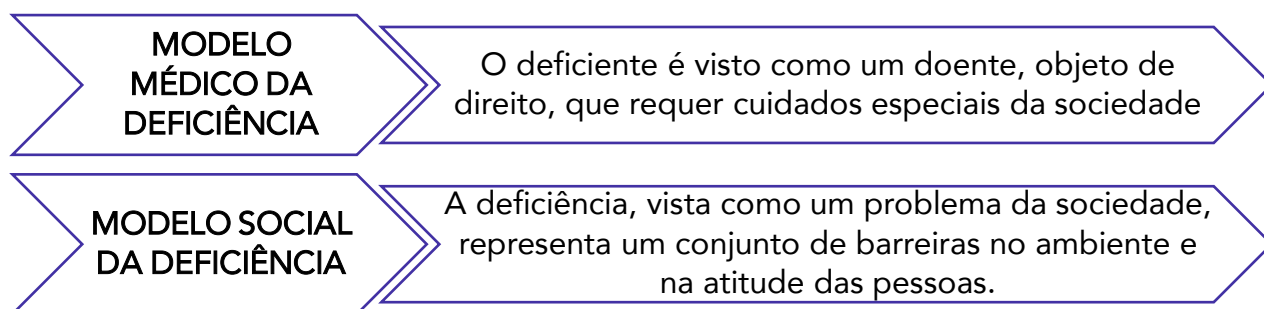 MODELO
MÉDICO DA
DEFICIÊNCIA
O deficiente é visto como um doente, objeto de
direito, que requer cuidados especiais da sociedade
MODELO SOCIAL
DA DEFICIÊNCIA
A deficiência, vista como um problema da sociedade,
representa um conjunto de barreiras no ambiente e
na atitude das pessoas.